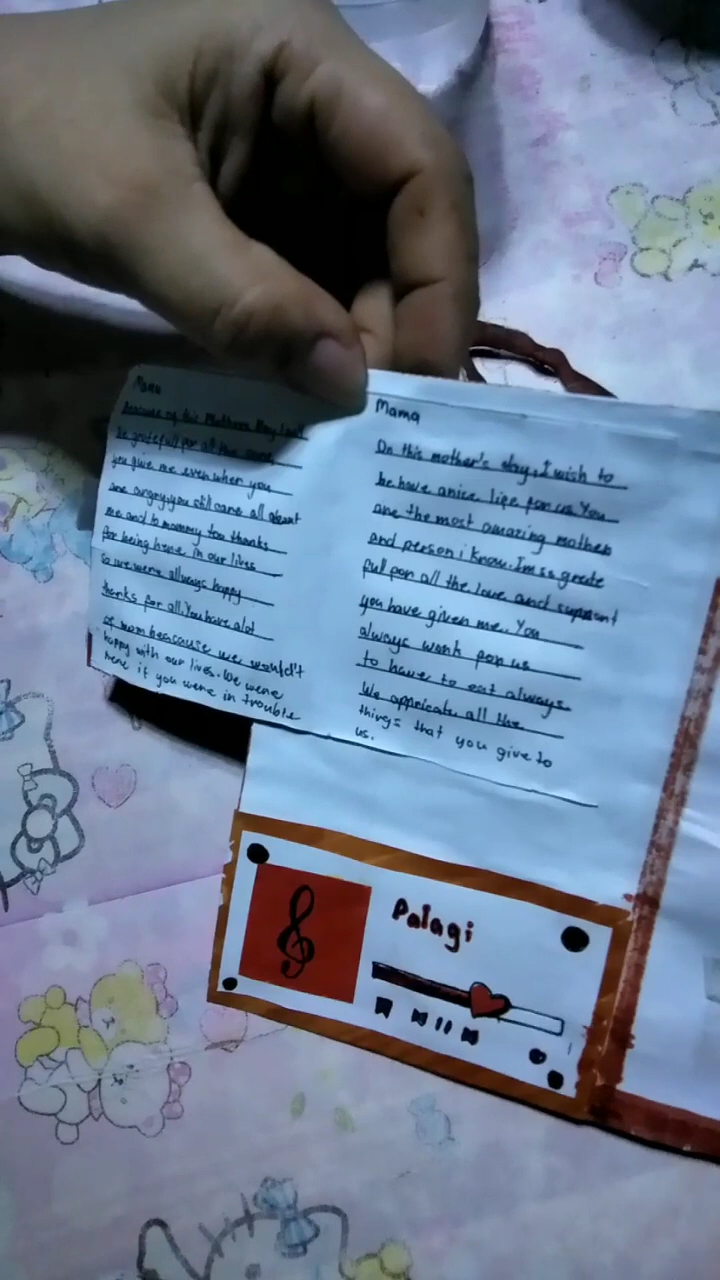 Mama
Because of this Mothers Day I will
be gratefull for all the care
you give me even when you
are angry, you still care all about
me and to mommy too thanks
for being here in our lives
so we were allways happy
thanks for all. You have alot
of mom beacause we wouldn't
happy with our lives. We were
here if you were in trouble
Mama
On this mother's day, I wish to
he have a nice life for us. You
are the most amazing mother
and person i know. Im so grate
full for all the love and support
you have given me. You
always work for us
to have to eat always.
We appricate all the
things that you give to
us.
Palagi